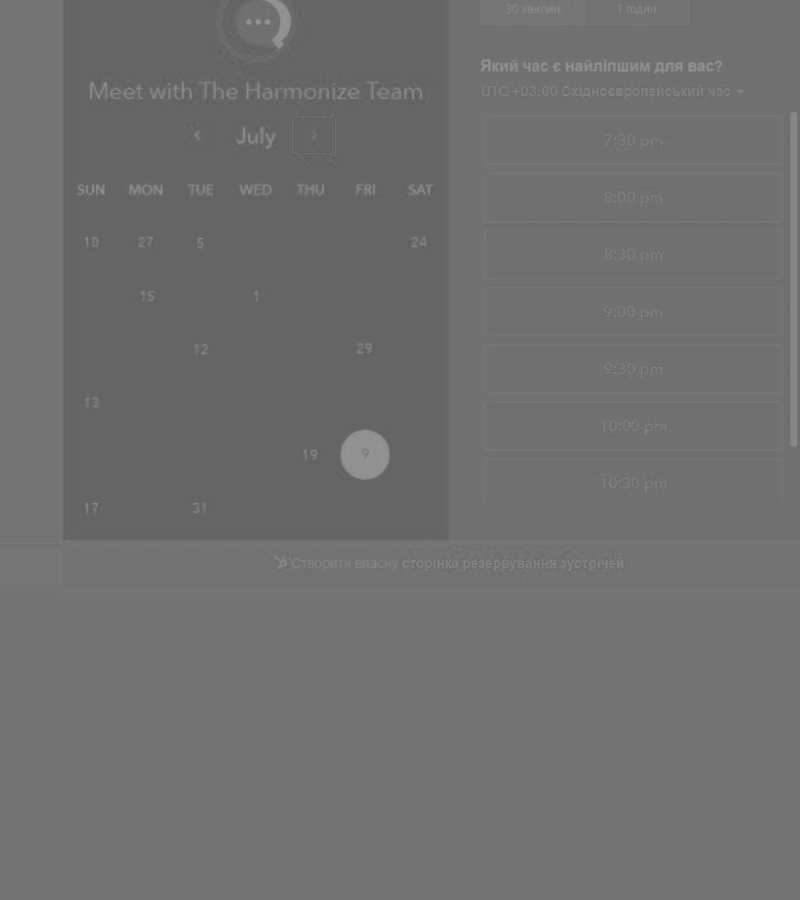 30 хвилин 1 годин
Який час є найліпшим для вас?
UTC +03:00 Східноєвропейський час
Meet with The Harmonize Team
July
SUN MON TUE WED THU FRI SAT
10 27 5 24
15 1
12 29
13
19 9
17 31
7:30 pm
8:00 pm
8:30 pm
9:00 pm
9:30 pm
10:00 pm
10:30 pm
Створити власну сторінка резервування зустрічей